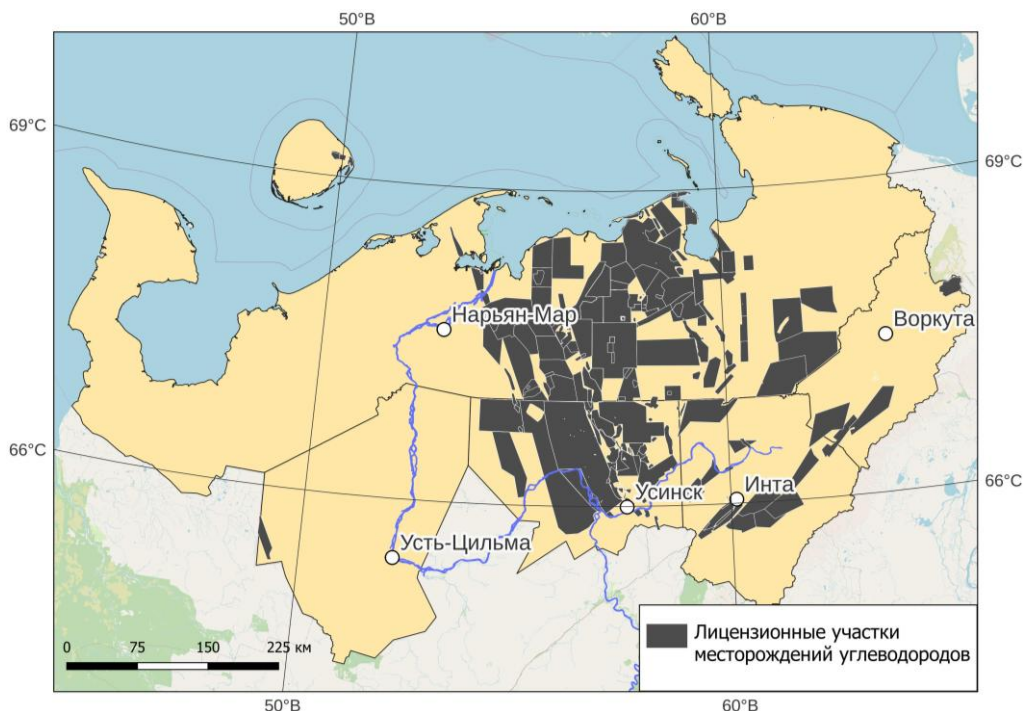 50°В 60°В
69°С
69°С
Нарьян-Мар
Воркута
66°С
66°С
Инта
Усинск
Усть-Цильма
Лицензионные участки
месторождений углеводородов
0 75 150 225 км
50°В 60°В